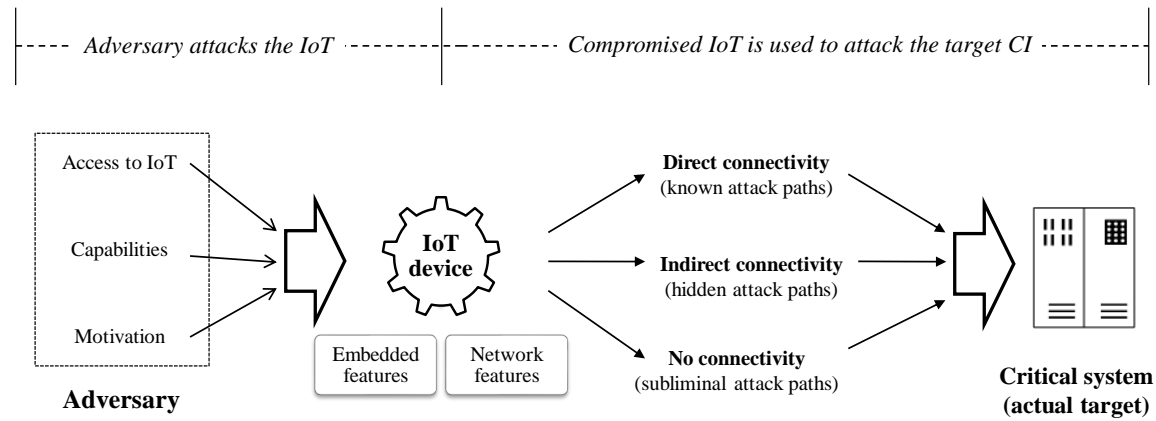 Adversary attacks the IoT
Compromised IoT is used to attack the target CI
Access to IoT
Capabilities
Motivation
Adversary
IoT
device
Embedded
features
Network
features
Direct connectivity
(known attack paths)
Indirect connectivity
(hidden attack paths)
No connectivity
(subliminal attack paths)
Critical system
(actual target)